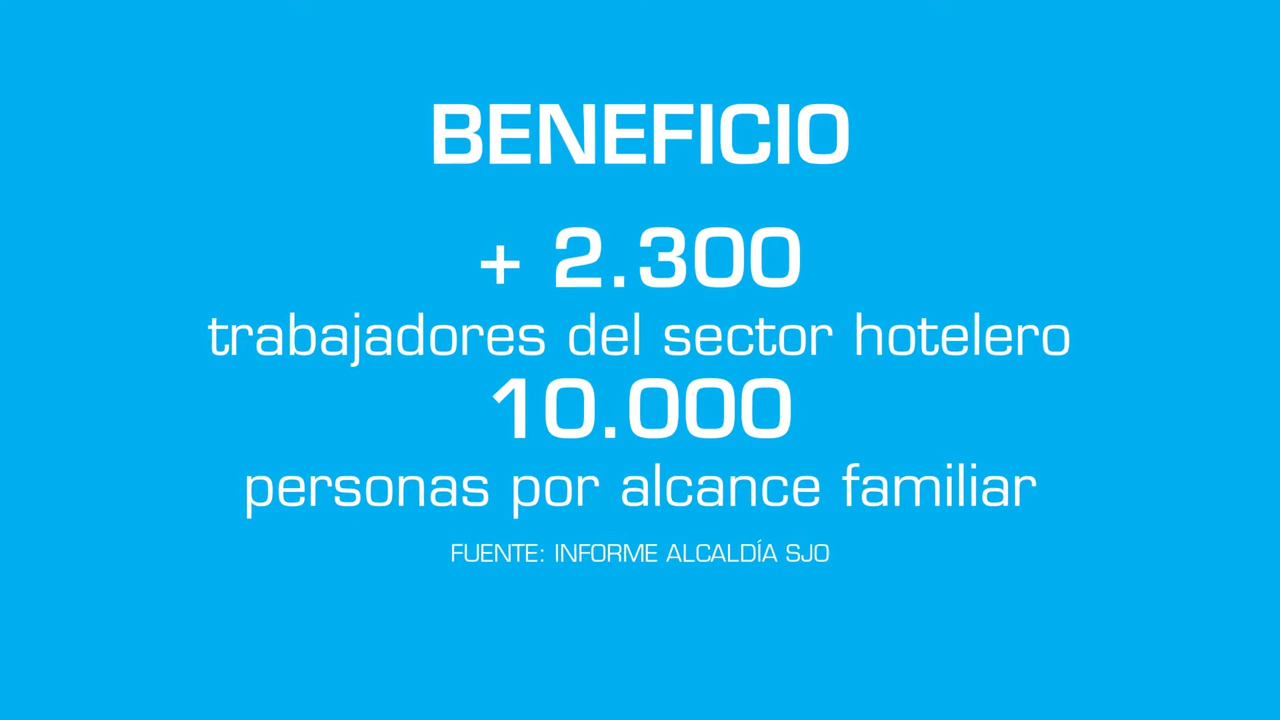 BENEFICIO
+ 2.300
trabajadores del sector hotelero
10.000
personas por alcance familiar
FUENTE: INFORME ALCALDÍA SJO